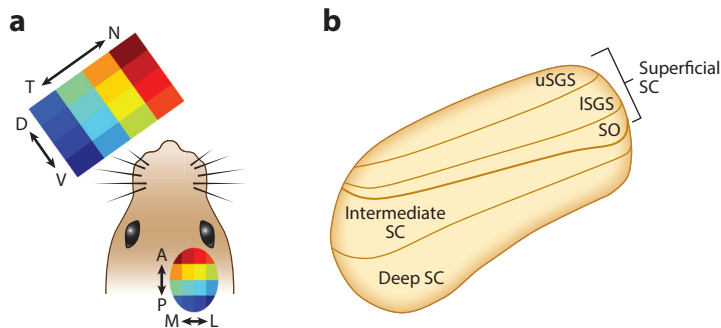 a
N
T
D
V
A
P
M L
b
uSGS
lSGS
SO
Superficial
SC
Intermediate
SC
Deep SC